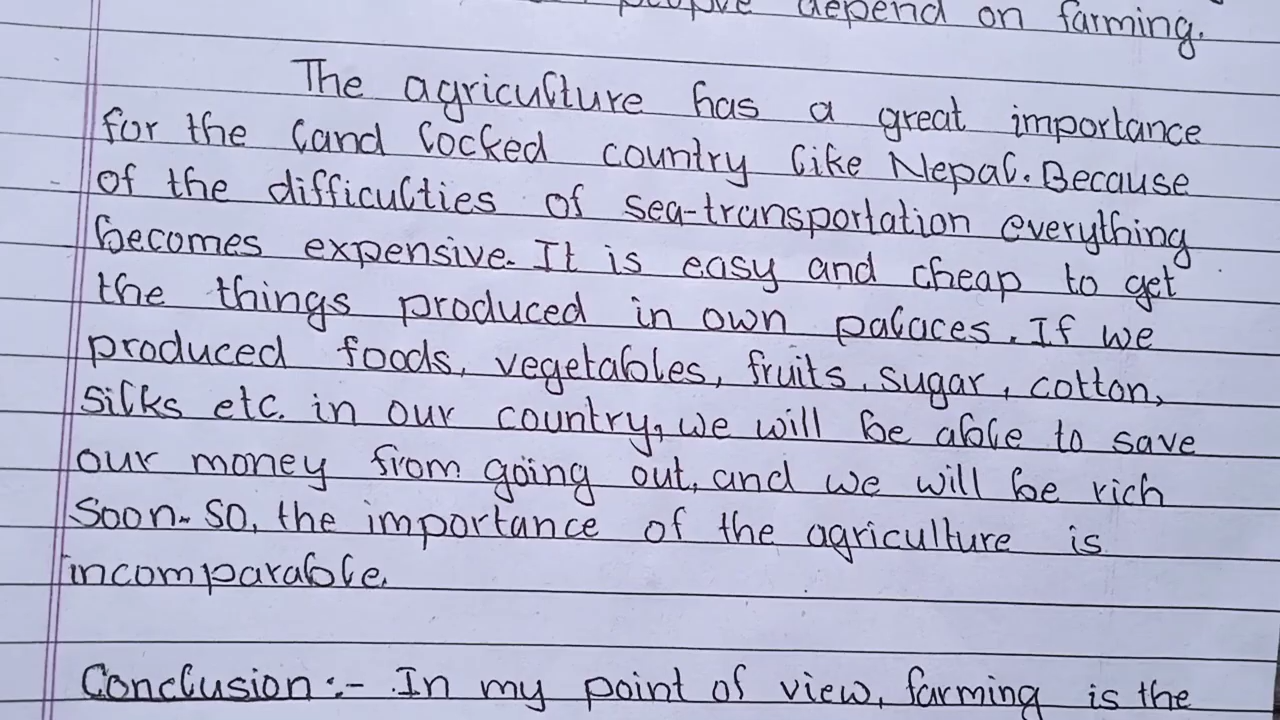 people depend on farming.
The agriculture has a great importance
for the land locked country like Nepal. Because
of the difficulties of sea-transportation everything
becomes expensive. It is easy and cheap to get
the things produced in own palaces. If we
produced foods, vegetables, fruits, sugar, cotton,
silks etc. in our country, we will be able to save
our money from going out, and we will be rich
soon. So, the importance of the agriculture is
incomparable.
Conclusion :- In my point of view, farming is the